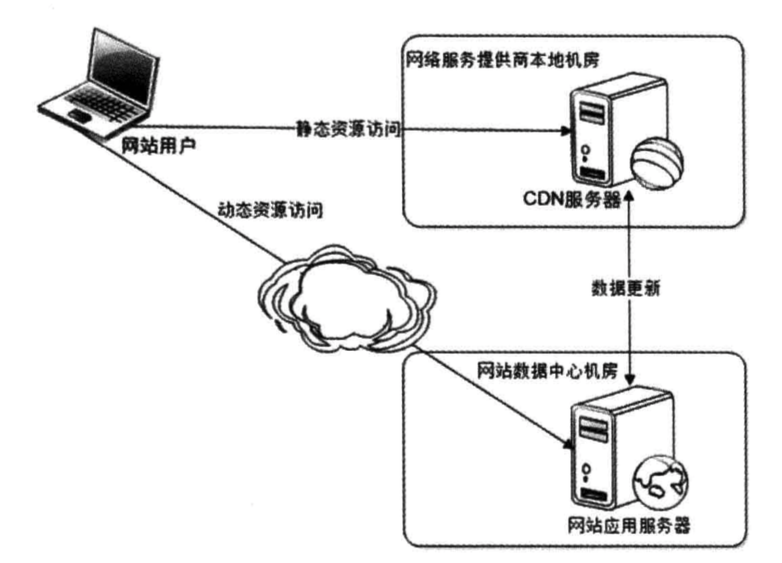 网络服务提供商本地机房
静态资源访问
网站用户
CDN服务器
动态资源访问
数据更新
网站数据中心机房
网站应用服务器